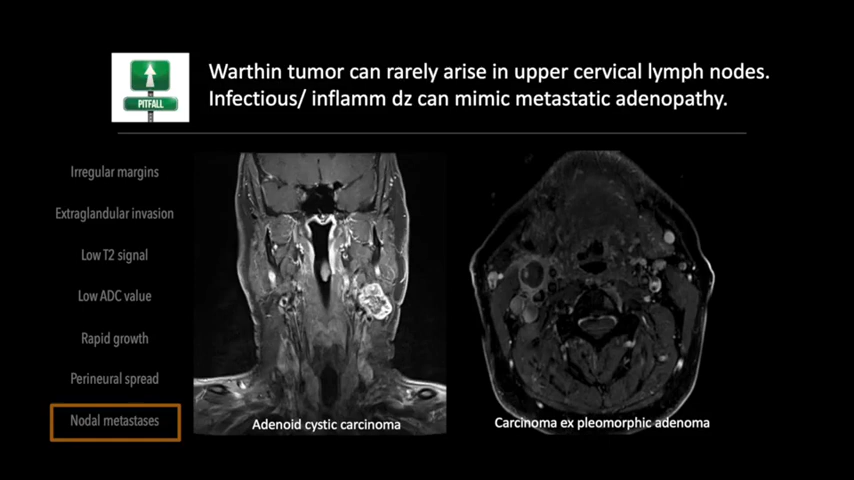 PITFALL
Warthin tumor can rarely arise in upper cervical lymph nodes.
Infectious/ inflamm dz can mimic metastatic adenopathy.
Irregular margins
Extraglandular invasion
Low T2 signal
Low ADC value
Rapid growth
Perineural spread
Nodal metastases
Adenoid cystic carcinoma
Carcinoma ex pleomorphic adenoma